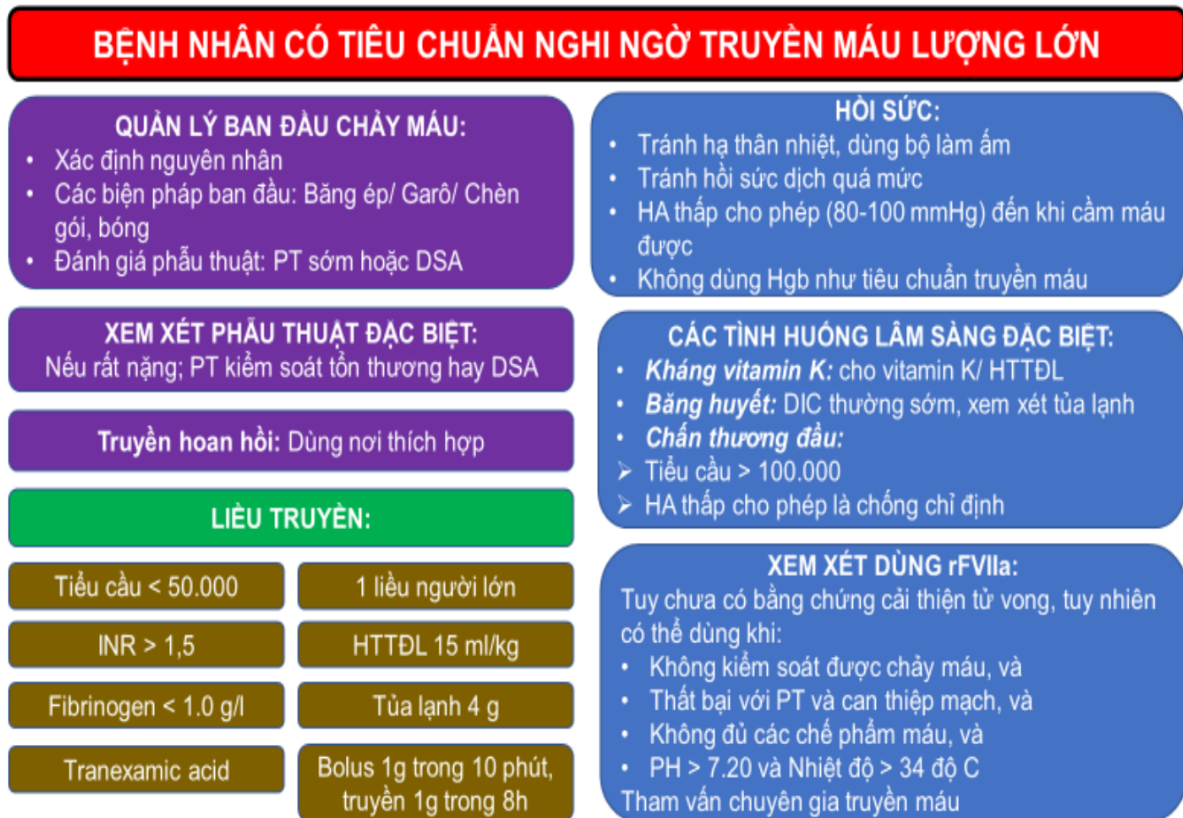 BỆNH NHÂN CÓ TIÊU CHUẨN NGHI NGỜ TRUYỀN MÁU LƯỢNG LỚN
QUẢN LÝ BAN ĐẦU CHẢY MÁU:
• Xác định nguyên nhân
• Các biện pháp ban đầu: Băng ép/ Garô/ Chèn
gói, bóng
• Đánh giá phẫu thuật: PT sớm hoặc DSA
XEM XÉT PHẪU THUẬT ĐẶC BIỆT:
Nếu rất nặng; PT kiểm soát tổn thương hay DSA
Truyền hoan hồi: Dùng nơi thích hợp
LIỀU TRUYỀN:
Tiểu cầu < 50.000
1 liều người lớn
INR > 1,5
HTTĐL 15 ml/kg
Fibrinogen < 1.0 g/l
Tủa lạnh 4 g
Tranexamic acid
Bolus 1g trong 10 phút,
truyền 1g trong 8h
HỒI SỨC:
• Tránh hạ thân nhiệt, dùng bộ làm ấm
• Tránh hồi sức dịch quá mức
• HA thấp cho phép (80-100 mmHg) đến khi cầm máu
được
• Không dùng Hgb như tiêu chuẩn truyền máu
CÁC TÌNH HUỐNG LÂM SÀNG ĐẶC BIỆT:
• Kháng vitamin K: cho vitamin K/ HTTĐL
• Băng huyết: DIC thường sớm, xem xét tủa lạnh
• Chấn thương đầu:
➢ Tiểu cầu > 100.000
➢ HA thấp cho phép là chống chỉ định
XEM XÉT DÙNG rFVIIa:
Tuy chưa có bằng chứng cải thiện tử vong, tuy nhiên
có thể dùng khi:
• Không kiểm soát được chảy máu, và
• Thất bại với PT và can thiệp mạch, và
• Không đủ các chế phẩm máu, và
• PH > 7.20 và Nhiệt độ > 34 độ C
Tham vấn chuyên gia truyền máu